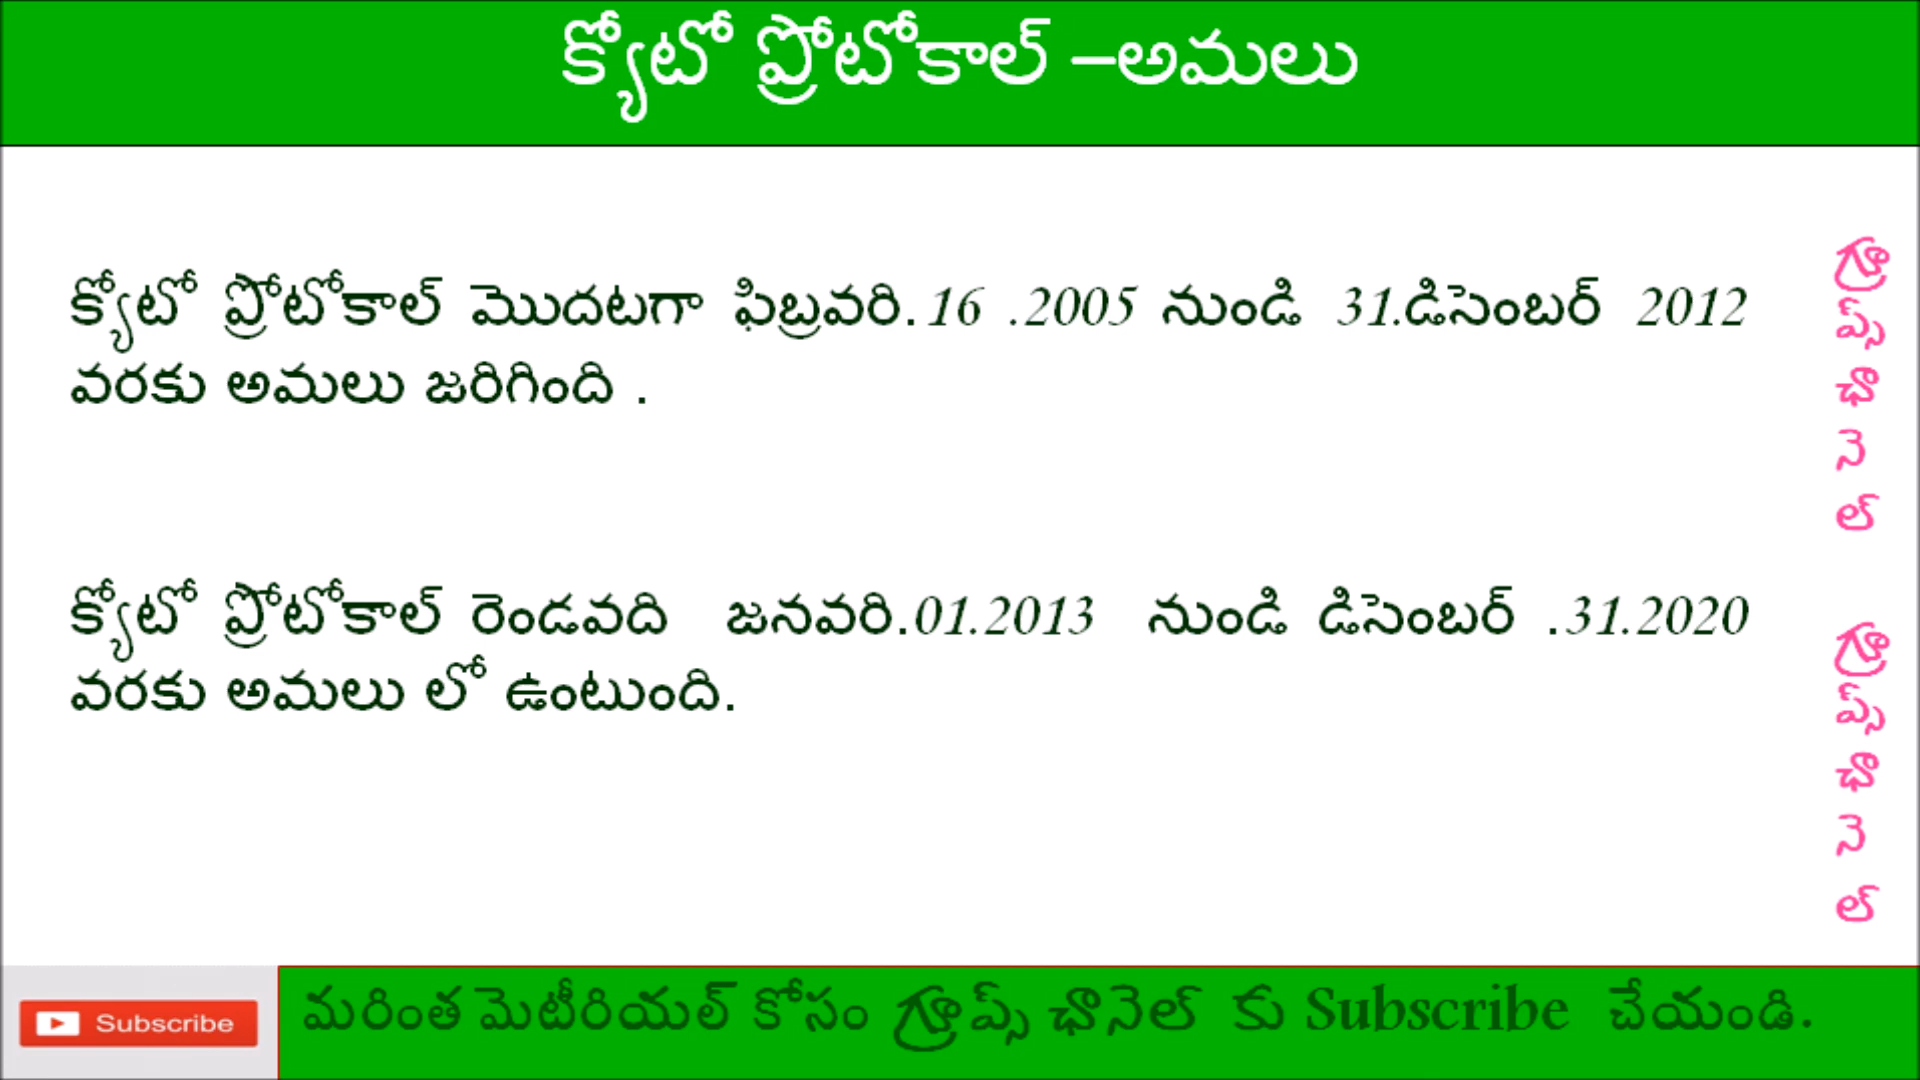 క్యోటో ప్రోటోకాల్ –అమలు
క్యోటో ప్రోటోకాల్ మొదటగా ఫిబ్రవరి.16 .2005 నుండి 31.డిసెంబర్ 2012
వరకు అమలు జరిగింది .
క్యోటో ప్రోటోకాల్ రెండవది జనవరి.01.2013 నుండి డిసెంబర్ .31.2020
వరకు అమలు లో ఉంటుంది.
గ్రూప్స్ ఛానెల్
గ్రూప్స్ ఛానెల్
Subscribe
మరింత మెటీరియల్ కోసం గ్రూప్స్ ఛానెల్ కు Subscribe చేయండి.